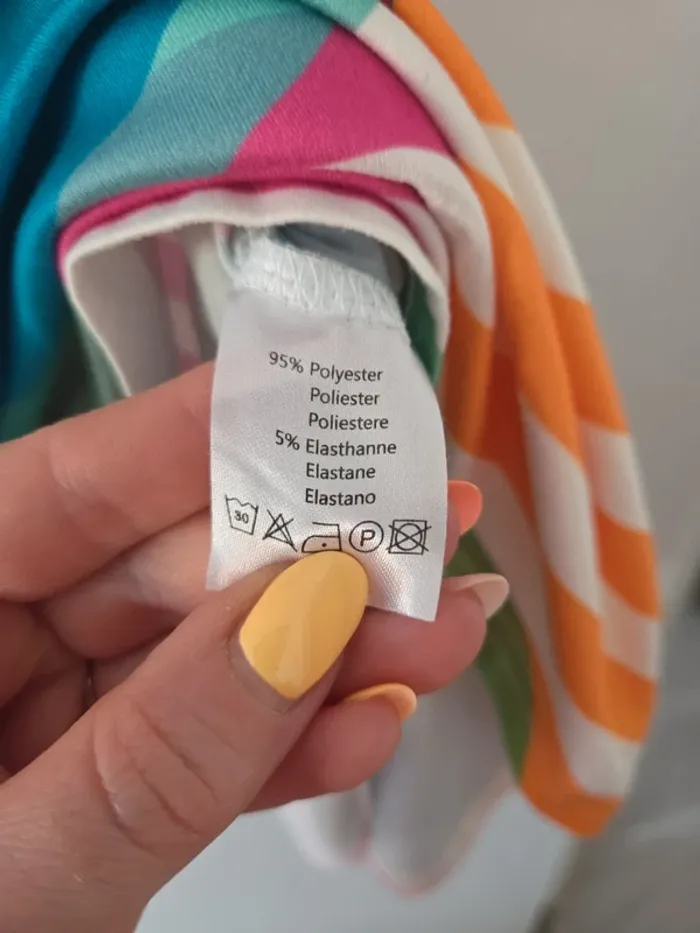 95% Polyester
Poliester
Poliestere
5% Elasthanne
Elastane
Elastano
30 P